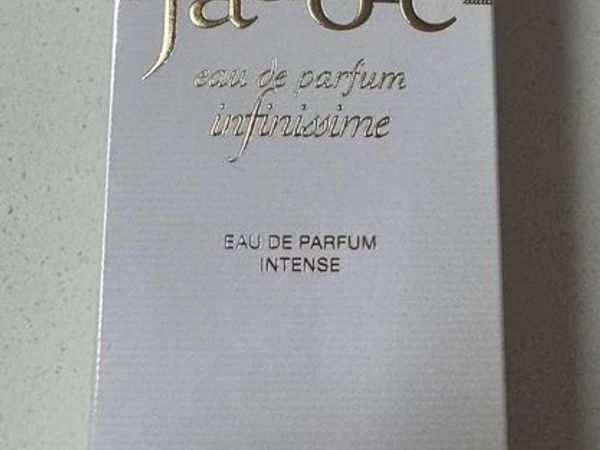 eau de parfum
infinissime
EAU DE PARFUM
INTENSE